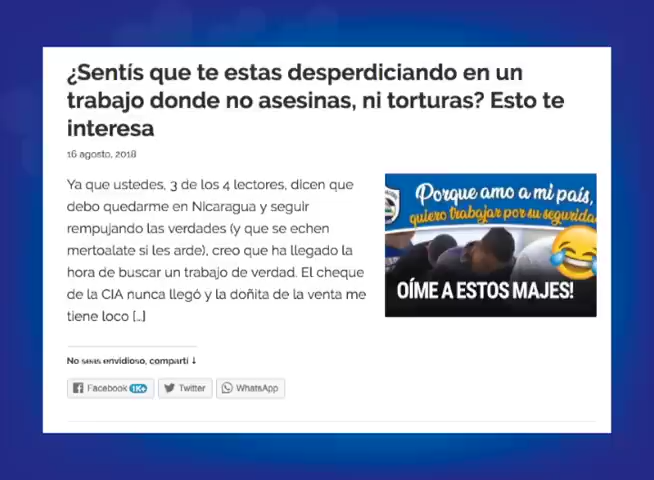 ¿Sentís que te estas desperdiciando en un
trabajo donde no asesinas, ni torturas? Esto te
interesa
16 agosto, 2018
Ya que ustedes, 3 de los 4 lectores, dicen que
debo quedarme en Nicaragua y seguir
rempujando las verdades (y que se echen
mertoalate si les arde), creo que ha llegado la
hora de buscar un trabajo de verdad. El cheque
de la CIA nunca llegó y la doñita de la venta me
tiene loco [...]
Porque amo a mi país,
quiero trabajar por su segurida
OÍME A ESTOS MAJES!
No seas envidioso, compartí ↓
Facebook 1K+ Twitter WhatsApp